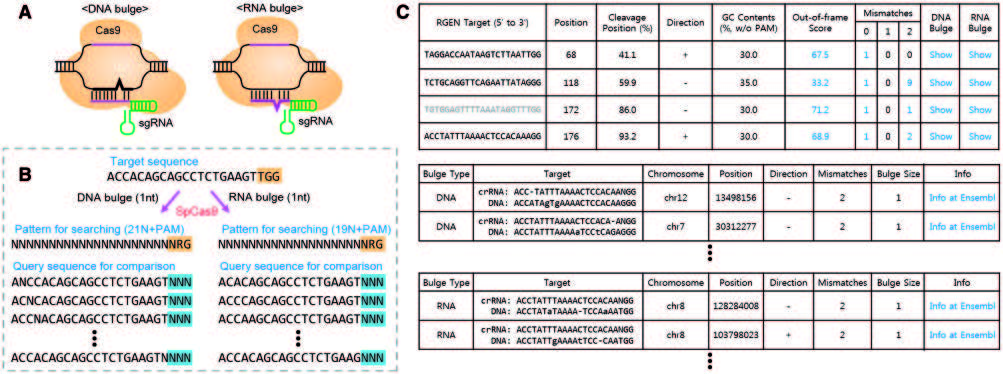 A
<DNA bulge>
<RNA bulge>
Cas9
Cas9
sgRNA
sgRNA
B
Target sequence
ACCACAGCAGCCTCTGAAGTTGG
DNA bulge (1nt)
RNA bulge (1nt)
SpCas9
Pattern for searching (21N+PAM)
NNNNNNNNNNNNNNNNNNNNNNRG
Query sequence for comparison
ANCCACAGCAGCCTCTGAAGTNNN
ACNCACAGCAGCCTCTGAAGTNNN
ACCNACAGCAGCCTCTGAAGTNNN
ACCACAGCAGCCTCTGAAGTNNNN
Pattern for searching (19N+PAM)
NNNNNNNNNNNNNNNNNNNNRG
Query sequence for comparison
ACACAGCAGCCTCTGAAGTNNN
ACCCAGCAGCCTCTGAAGTNNN
ACCAAGCAGCCTCTGAAGTNNN
ACCACAGCAGCCTCTGAAGNNN
C
RGEN Target (5' to 3') Position Cleavage Position (%) Direction GC Contents (%, w/o PAM) Out-of-frame Score Mismatches 0 1 2 DNA Bulge RNA Bulge
TAGGACCAATAAGTCTTAATTGG 68 41.1 + 30.0 67.5 1 0 0 Show Show
TCTGCAGGTTCAGAATTATAGGG 118 59.9 - 35.0 33.2 1 0 9 Show Show
TGTGGAGTTTTAAATAGGTTTGG 172 86.0 - 30.0 71.2 1 0 1 Show Show
ACCTATTTAAAACTCCACAAAGG 176 93.2 + 30.0 68.9 1 0 2 Show Show
Bulge Type Target Chromosome Position Direction Mismatches Bulge Size Info
DNA crRNA: ACC-TATTTAAAACTCCACAANGG chr12 13498156 - 2 1 Info at Ensembl
DNA: ACCATAgTgAAAACTCCACAAGGG
DNA crRNA: ACCTATTTAAAACTCCACA-ANGG chr7 30312277 - 2 1 Info at Ensembl
DNA: ACCTATTTAAAAaTCCtCAGAGGG
Bulge Type Target Chromosome Position Direction Mismatches Bulge Size Info
RNA crRNA: ACCTATTTAAAACTCCACAANGG chr8 128284008 - 2 1 Info at Ensembl
DNA: ACCTATaTAAAA-TCCAaAATGG
RNA crRNA: ACCTATTTAAAACTCCACAANGG chr8 103798023 + 2 1 Info at Ensembl
DNA: ACCTATTgAAAAtTCC-CAATGG